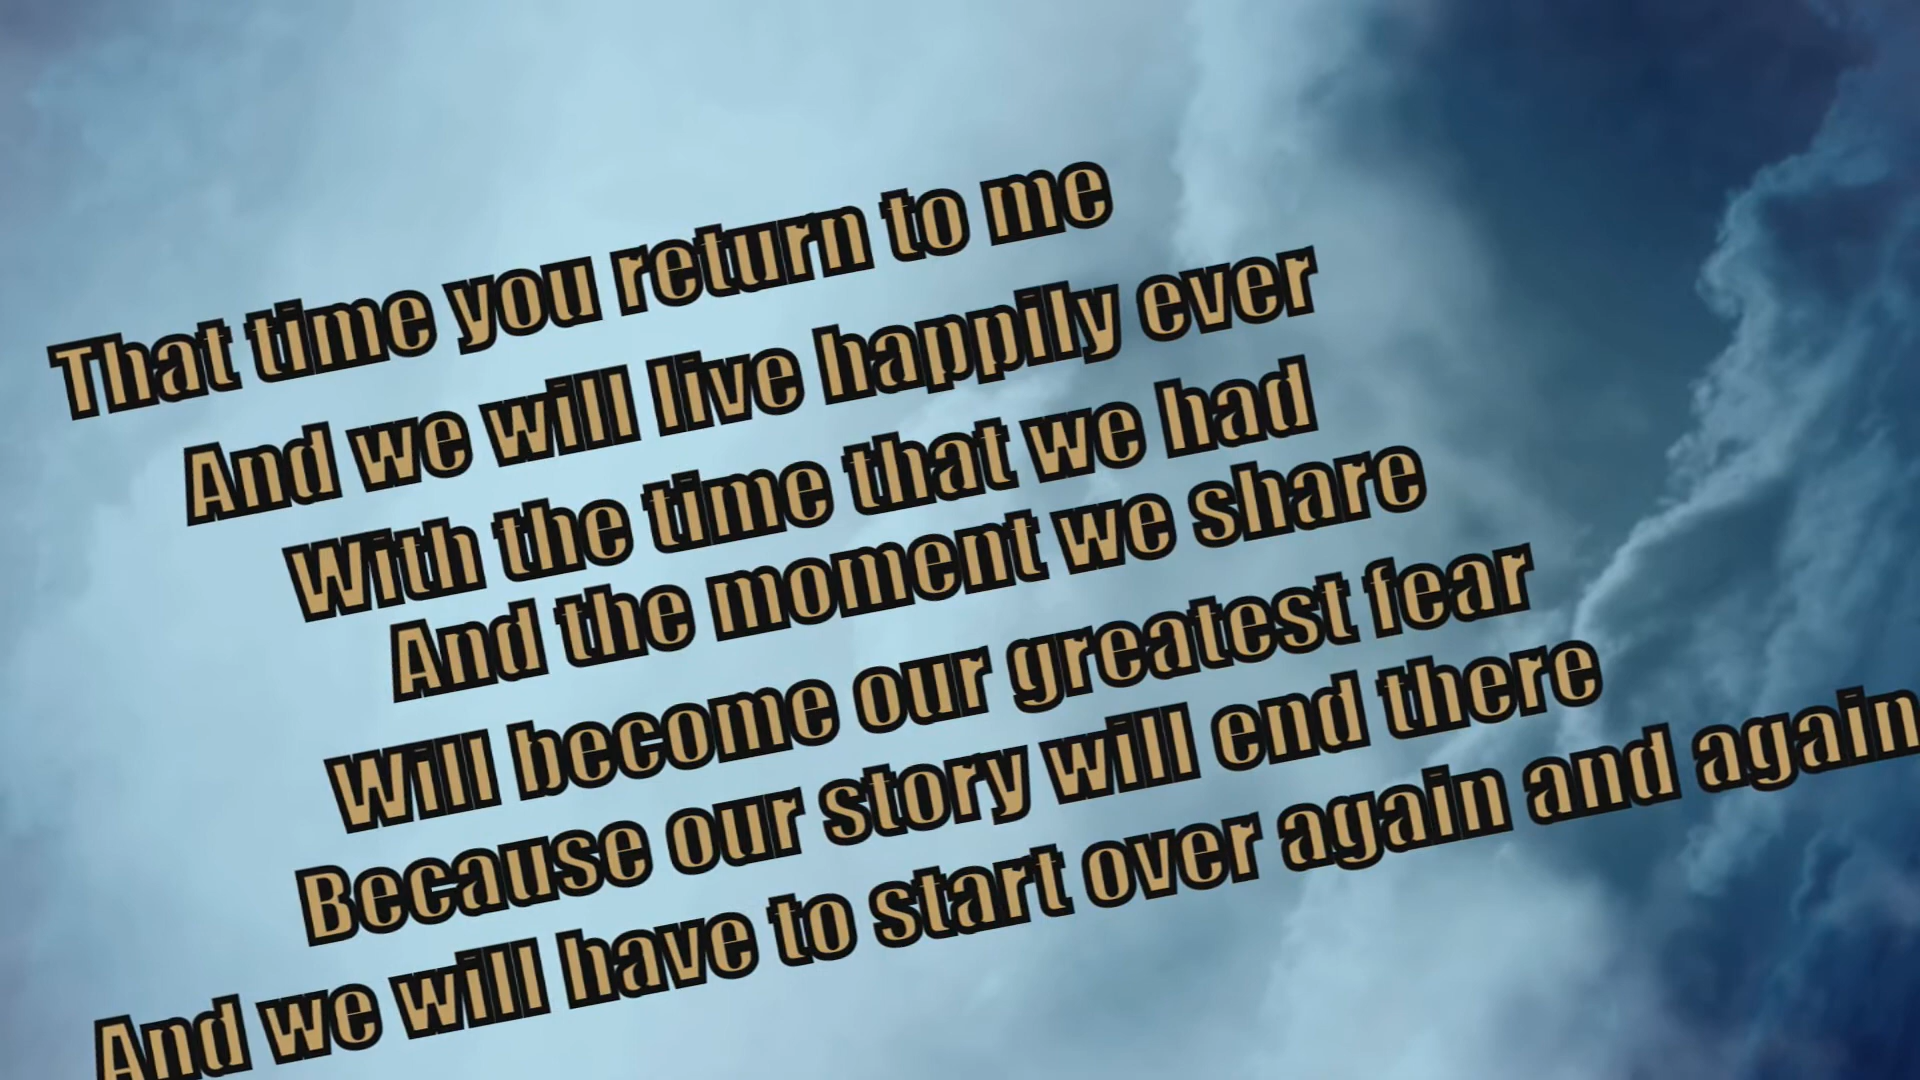 That time you return to me
And we will live happily ever
With the time that we had
And the moment we share
Will become our greatest fear
Because our story will end there
And we will have to start over again and again